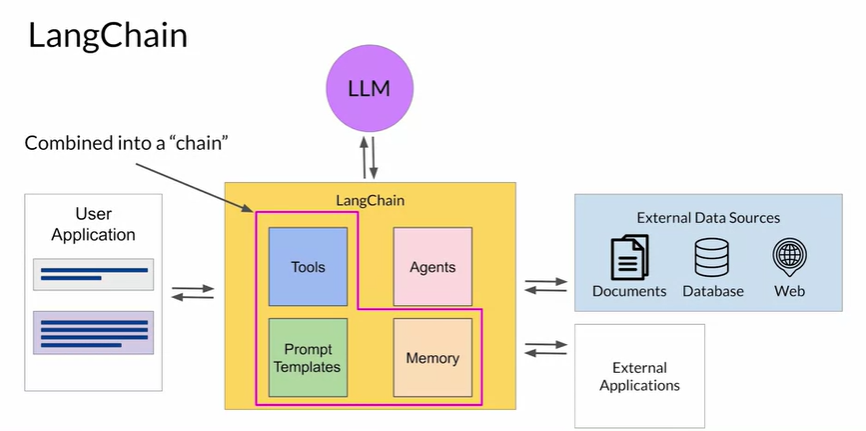 LangChain
LLM
Combined into a “chain”
User
Application
LangChain
Tools
Agents
Prompt
Templates
Memory
External Data Sources
Documents
Database
Web
External
Applications